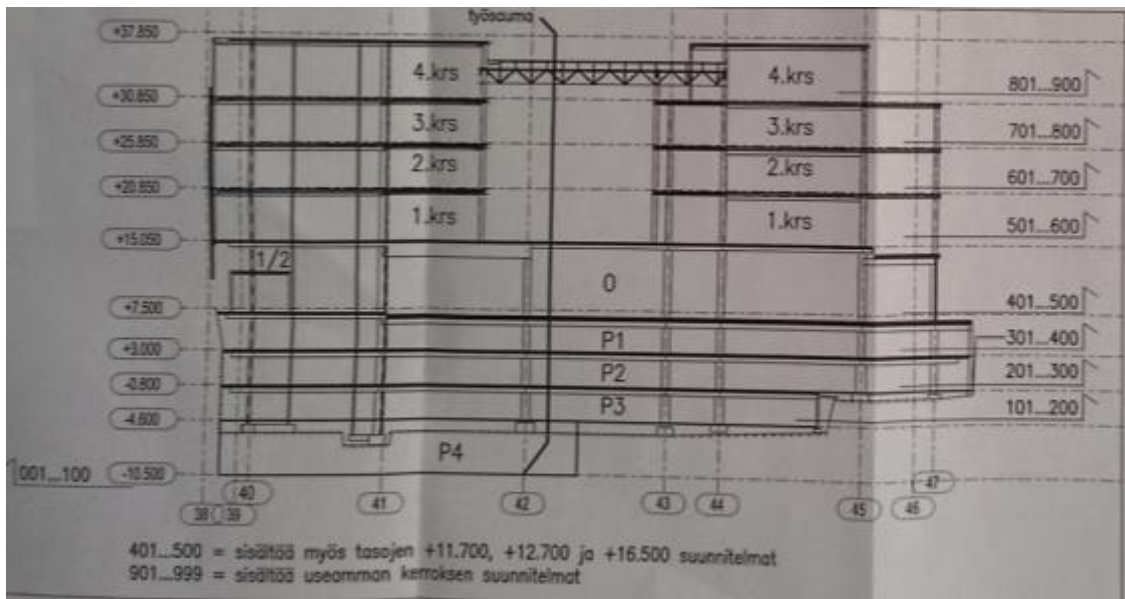 työsauma
+37.850
4.krs 4.krs 801...900
+30.850
3.krs 3.krs 701...800
+25.850
2.krs 2.krs 601...700
+20.850
1.krs 1.krs 501...600
+15.050
1/2
0
+7.500 401...500
P1 301...400
+3.000
P2 201...300
-0.800
P3 101...200
-4.600
P4
001...100 -10.500
38 39 40 41 42 43 44 45 46 47
401...500 = sisältää myös tasojen +11.700, +12.700 ja +16.500 suunnitelmat
901...999 = sisältää useamman kerroksen suunnitelmat